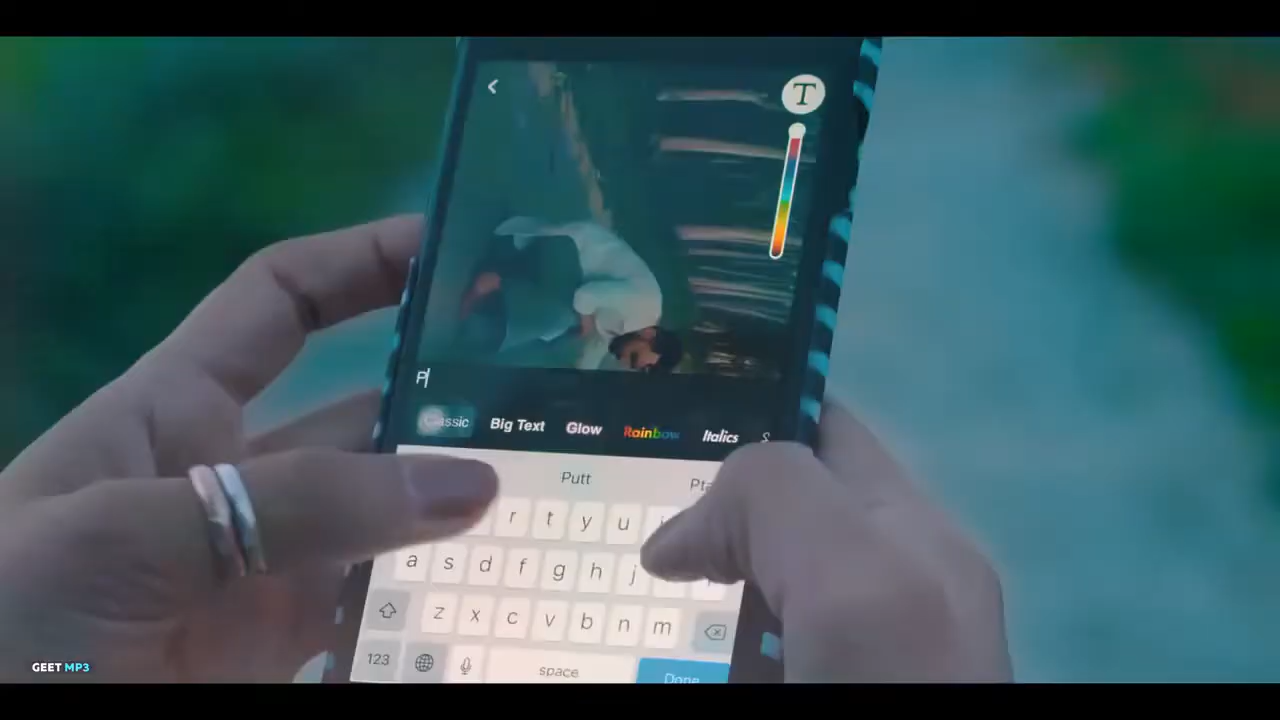 T
P
Classic Big Text Glow Rainbow Italics S
Putt
r t y u
a s d f g h j
z x c v b n m
123 space Done
GEET MP3